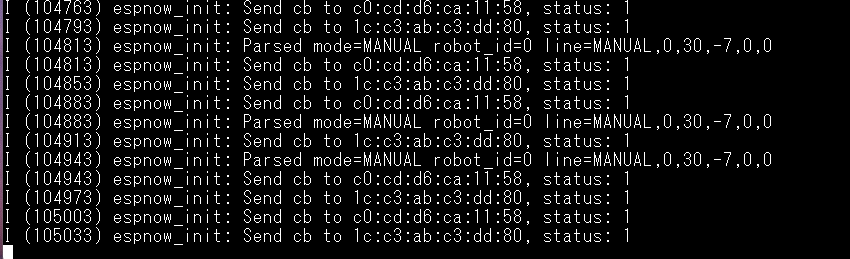 I (104763) espnow_init: Send cb to c0:cd:d6:ca:11:58, status: 1
I (104793) espnow_init: Send cb to 1c:c3:ab:c3:dd:80, status: 1
I (104813) espnow_init: Parsed mode=MANUAL robot_id=0 line=MANUAL,0,30,-7,0,0
I (104813) espnow_init: Send cb to c0:cd:d6:ca:11:58, status: 1
I (104853) espnow_init: Send cb to 1c:c3:ab:c3:dd:80, status: 1
I (104883) espnow_init: Send cb to c0:cd:d6:ca:11:58, status: 1
I (104883) espnow_init: Parsed mode=MANUAL robot_id=0 line=MANUAL,0,30,-7,0,0
I (104913) espnow_init: Send cb to 1c:c3:ab:c3:dd:80, status: 1
I (104943) espnow_init: Parsed mode=MANUAL robot_id=0 line=MANUAL,0,30,-7,0,0
I (104943) espnow_init: Send cb to c0:cd:d6:ca:11:58, status: 1
I (104973) espnow_init: Send cb to 1c:c3:ab:c3:dd:80, status: 1
I (105003) espnow_init: Send cb to c0:cd:d6:ca:11:58, status: 1
I (105033) espnow_init: Send cb to 1c:c3:ab:c3:dd:80, status: 1